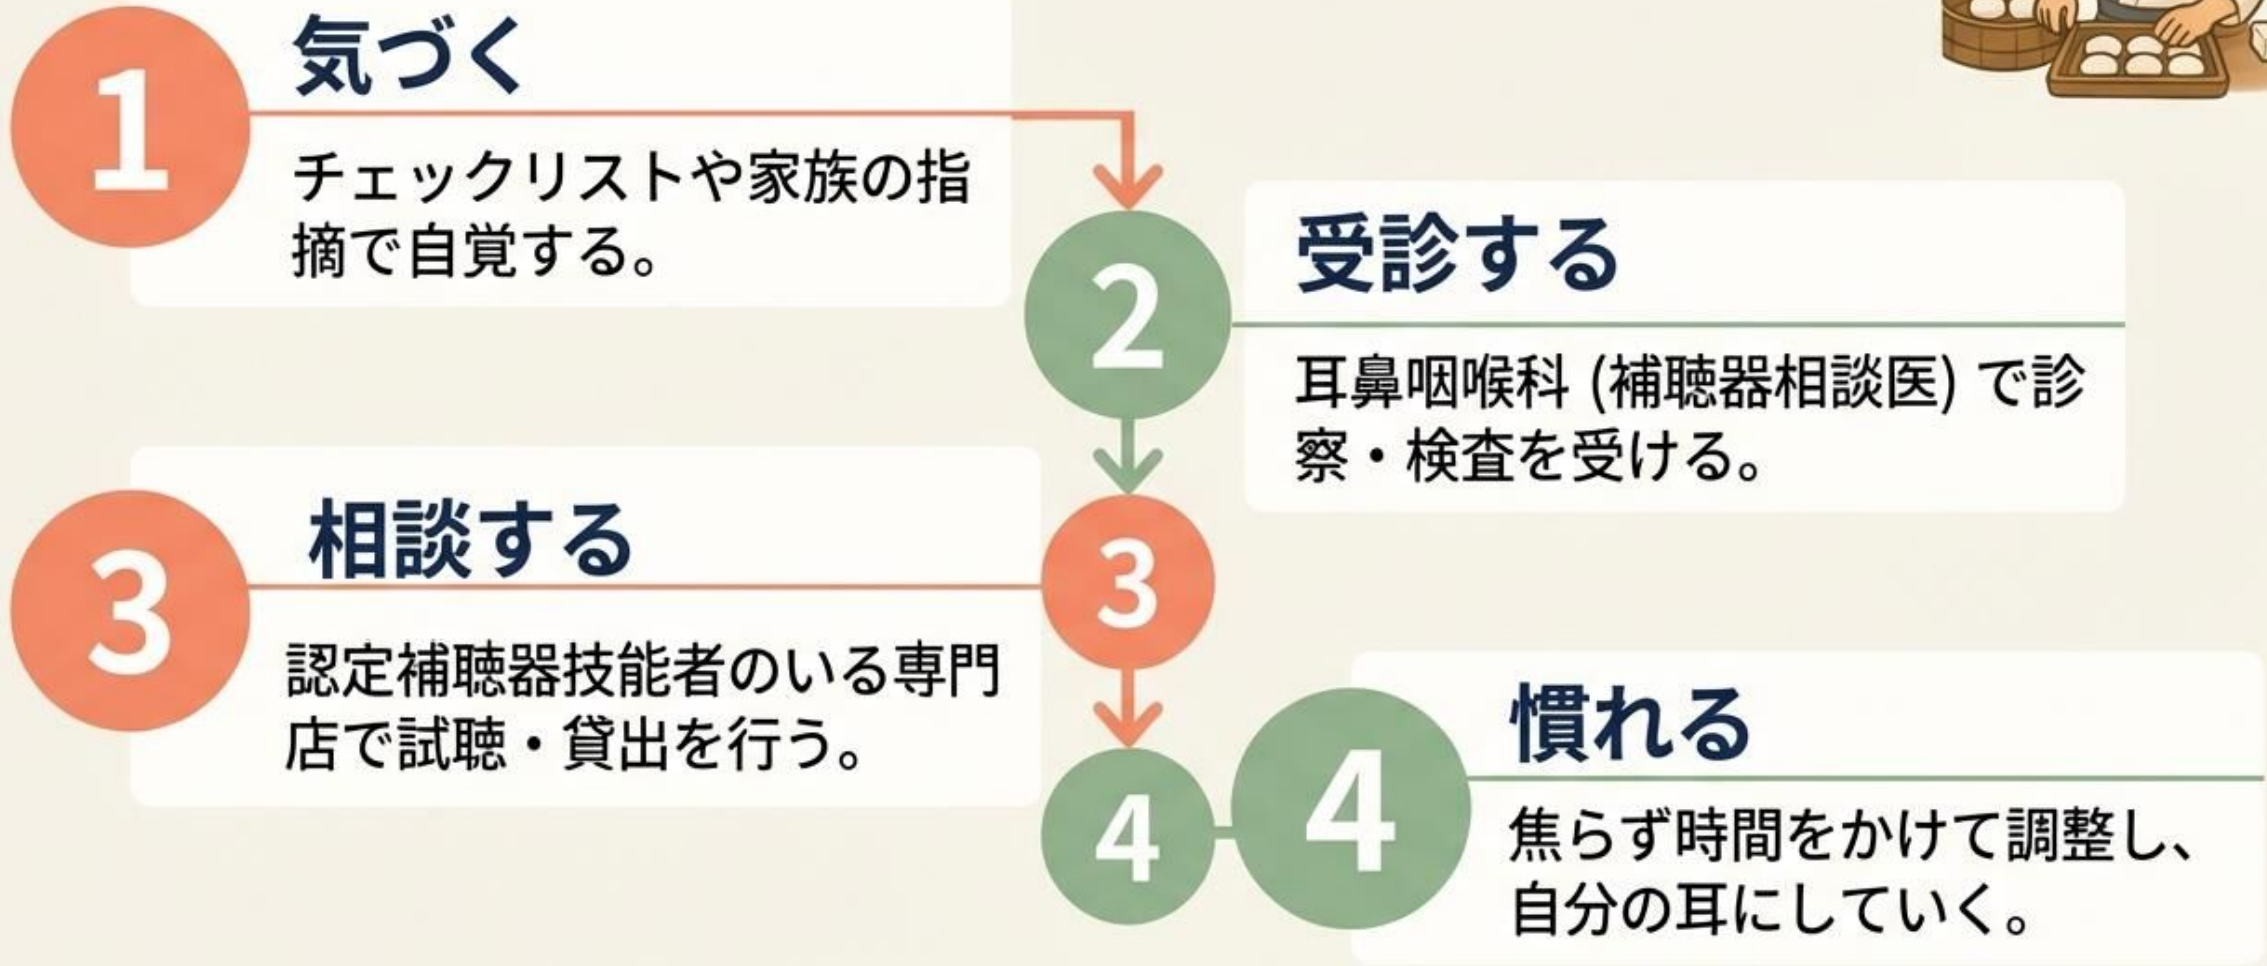 1
気づく
チェックリストや家族の指
摘で自覚する。
2
受診する
耳鼻咽喉科 (補聴器相談医) で診
察・検査を受ける。
3
相談する
3
認定補聴器技能者のいる専門
店で試聴・貸出を行う。
4
4
慣れる
焦らず時間をかけて調整し、
自分の耳にしていく。